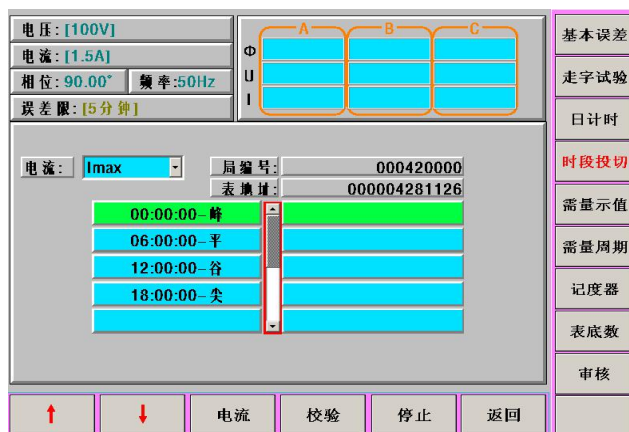 电压:[100V]
电流:[1.5A]
相位:90.00° 频率:50Hz
误差限:[5分钟]
A B C
Φ
U
I
电流: Imax 局编号: 000420000
表地址: 000004281126
00:00:00-峰
06:00:00-平
12:00:00-谷
18:00:00-尖
基本误差
走字试验
日计时
时段投切
需量示值
需量周期
记度器
表底数
审核
↑ ↓ 电流 校验 停止 返回